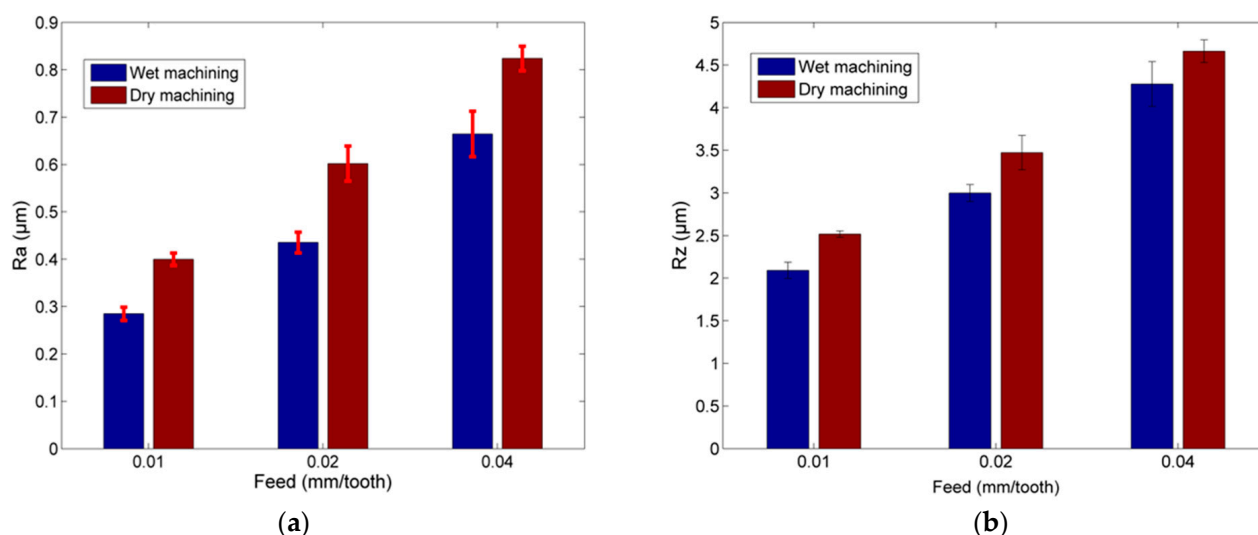 0.9
0.8
0.7
0.6
0.5
0.4
0.3
0.2
0.1
0
Ra (μm)
Wet machining
Dry machining
0.01 0.02 0.04
Feed (mm/tooth)
(a)
5
4.5
4
3.5
3
2.5
2
1.5
1
0.5
0
Rz (μm)
Wet machining
Dry machining
0.01 0.02 0.04
Feed (mm/tooth)
(b)